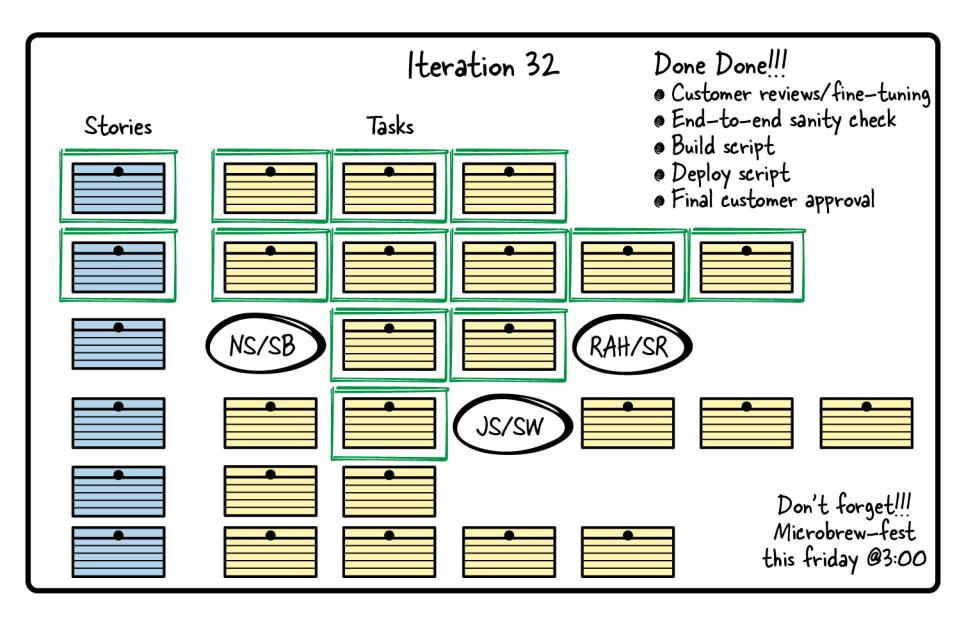 Iteration 32
Done Done!!!
Customer reviews/fine-tuning
End-to-end sanity check
Build script
Deploy script
Final customer approval
Stories
Tasks
NS/SB
RAH/SR
JS/SW
Don't forget!!!
Microbrew-fest
this friday @3:00